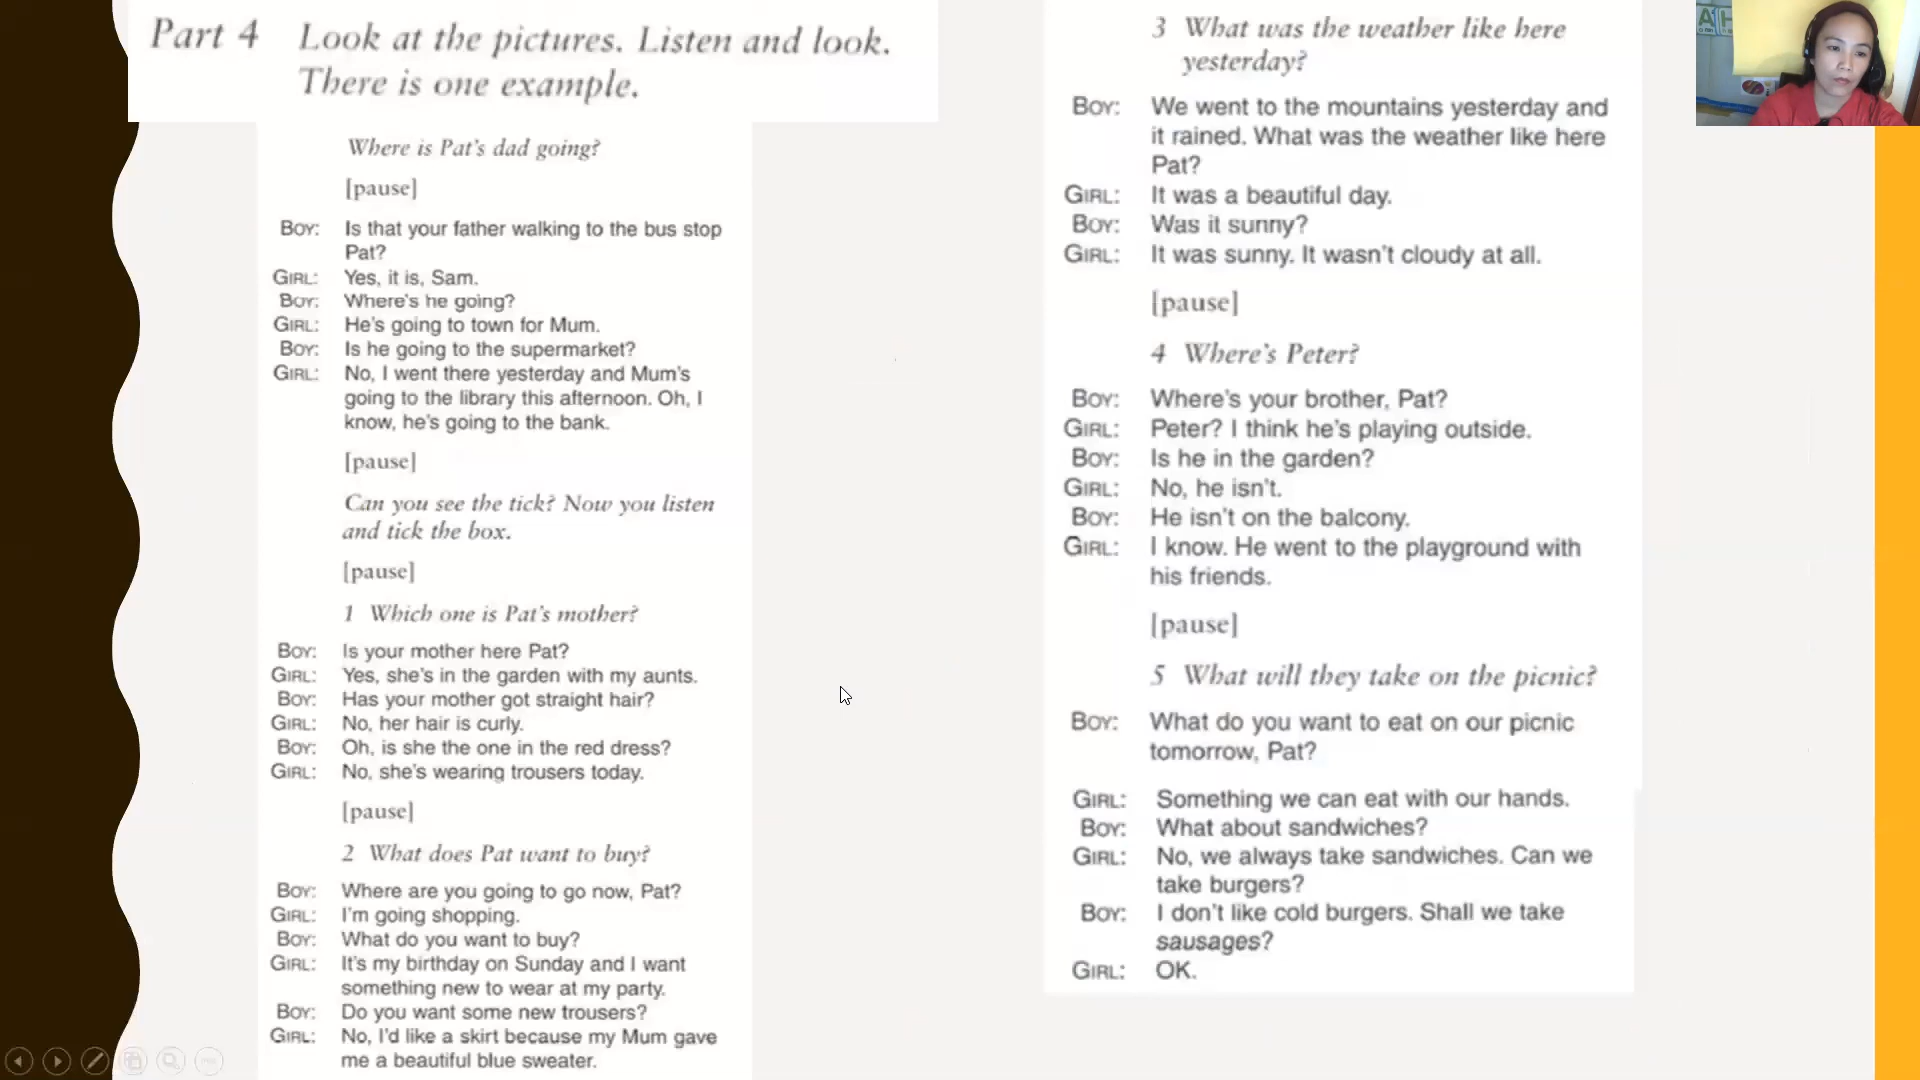 Part 4 Look at the pictures. Listen and look.
There is one example.
Where is Pat's dad going?
[pause]
BOY: Is that your father walking to the bus stop
Pat?
GIRL: Yes, it is, Sam.
BOY: Where's he going?
GIRL: He's going to town for Mum.
BOY: Is he going to the supermarket?
GIRL: No, I went there yesterday and Mum's
going to the library this afternoon. Oh, I
know, he's going to the bank.
[pause]
Can you see the tick? Now you listen
and tick the box.
[pause]
1 Which one is Pat's mother?
BOY: Is your mother here Pat?
GIRL: Yes, she's in the garden with my aunts.
BOY: Has your mother got straight hair?
GIRL: No, her hair is curly.
BOY: Oh, is she the one in the red dress?
GIRL: No, she's wearing trousers today.
[pause]
2 What does Pat want to buy?
BOY: Where are you going to go now, Pat?
GIRL: I'm going shopping.
BOY: What do you want to buy?
GIRL: It's my birthday on Sunday and I want
something new to wear at my party.
BOY: Do you want some new trousers?
GIRL: No, I'd like a skirt because my Mum gave
me a beautiful blue sweater.
3 What was the weather like here
yesterday?
BOY: We went to the mountains yesterday and
it rained. What was the weather like here
Pat?
GIRL: It was a beautiful day.
BOY: Was it sunny?
GIRL: It was sunny. It wasn't cloudy at all.
[pause]
4 Where's Peter?
BOY: Where's your brother, Pat?
GIRL: Peter? I think he's playing outside.
BOY: Is he in the garden?
GIRL: No, he isn't.
BOY: He isn't on the balcony.
GIRL: I know. He went to the playground with
his friends.
[pause]
5 What will they take on the picnic?
BOY: What do you want to eat on our picnic
tomorrow, Pat?
GIRL: Something we can eat with our hands.
BOY: What about sandwiches?
GIRL: No, we always take sandwiches. Can we
take burgers?
BOY: I don't like cold burgers. Shall we take
sausages?
GIRL: OK.